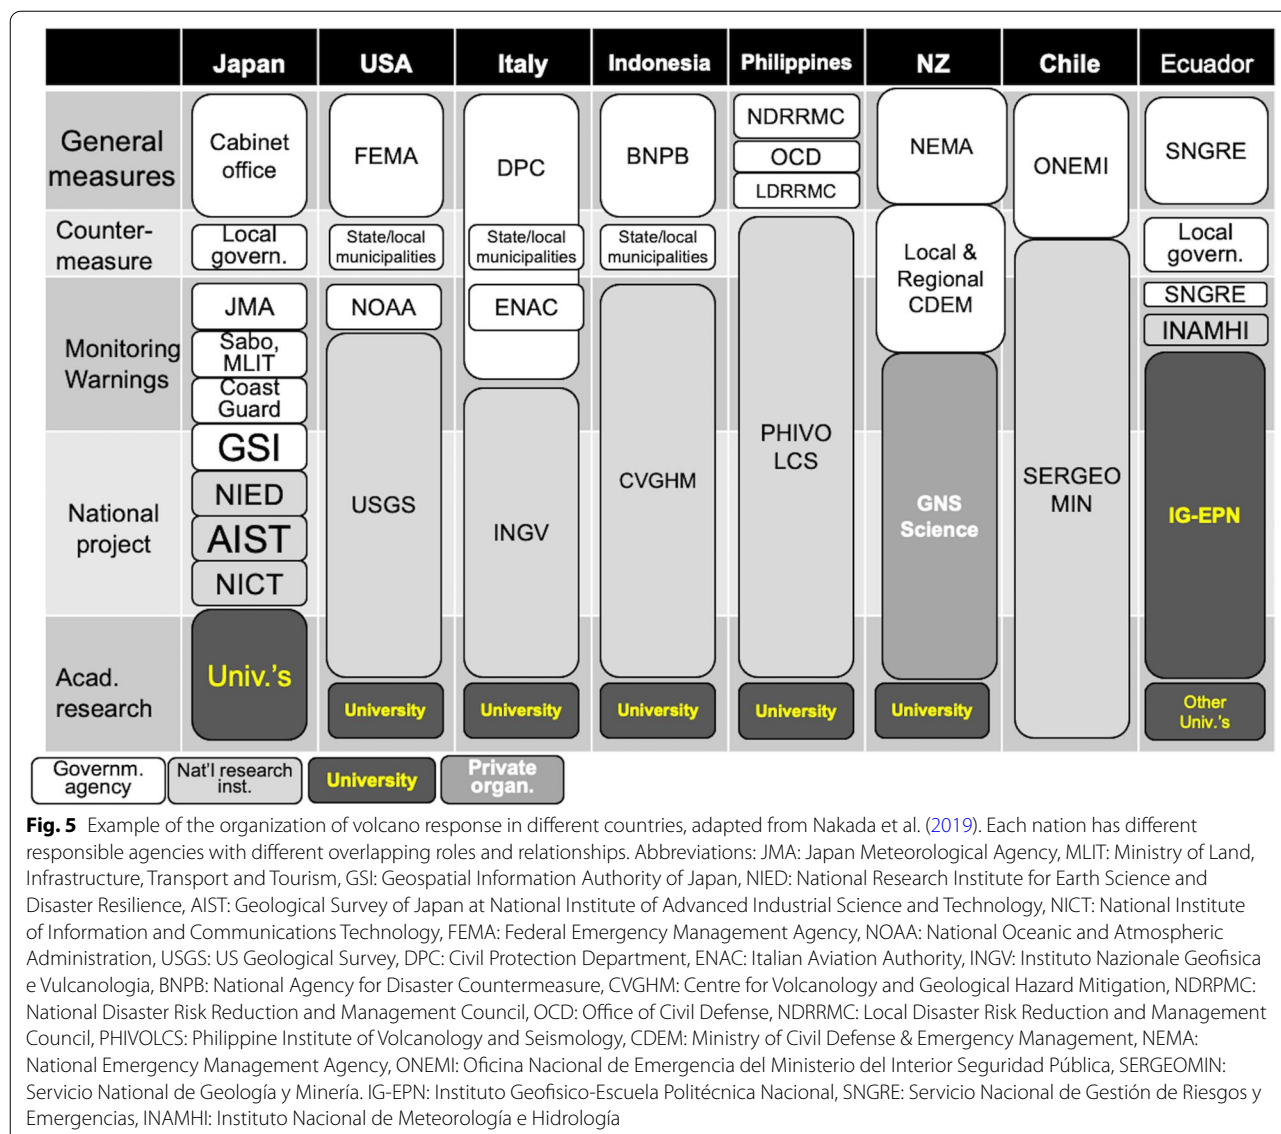 Japan USA Italy Indonesia Philippines NZ Chile Ecuador
General
measures
Cabinet
office
FEMA
DPC
BNPB
NDRRMC
OCD
LDRRMC
NEMA
ONEMI
SNGRE
Counter-
measure
Local
govern.
State/local
municipalities
State/local
municipalities
State/local
municipalities
Local &
Regional
CDEM
Local
govern.
Monitoring
Warnings
JMA
Sabo,
MLIT
Coast
Guard
NOAA
ENAC
SNGRE
INAMHI
National
project
GSI
NIED
AIST
NICT
USGS
INGV
CVGHM
PHIVO
LCS
GNS
Science
SERGEO
MIN
IG-EPN
Acad.
research
Univ.'s
University
University
University
University
University
Other
Univ.'s
Governm.
agency
Nat'l research
inst.
University
Private
organ.
Fig. 5 Example of the organization of volcano response in different countries, adapted from Nakada et al. (2019). Each nation has different
responsible agencies with different overlapping roles and relationships. Abbreviations: JMA: Japan Meteorological Agency, MLIT: Ministry of Land,
Infrastructure, Transport and Tourism, GSI: Geospatial Information Authority of Japan, NIED: National Research Institute for Earth Science and
Disaster Resilience, AIST: Geological Survey of Japan at National Institute of Advanced Industrial Science and Technology, NICT: National Institute
of Information and Communications Technology, FEMA: Federal Emergency Management Agency, NOAA: National Oceanic and Atmospheric
Administration, USGS: US Geological Survey, DPC: Civil Protection Department, ENAC: Italian Aviation Authority, INGV: Instituto Nazionale Geofisica
e Vulcanologia, BNPB: National Agency for Disaster Countermeasure, CVGHM: Centre for Volcanology and Geological Hazard Mitigation, NDRPMC:
National Disaster Risk Reduction and Management Council, OCD: Office of Civil Defense, NDRRMC: Local Disaster Risk Reduction and Management
Council, PHIVOLCS: Philippine Institute of Volcanology and Seismology, CDEM: Ministry of Civil Defense & Emergency Management, NEMA:
National Emergency Management Agency, ONEMI: Oficina Nacional de Emergencia del Ministerio del Interior Seguridad Pública, SERGEOMIN:
Servicio National de Geología y Minería. IG-EPN: Instituto Geofisico-Escuela Politécnica Nacional, SNGRE: Servicio Nacional de Gestión de Riesgos y
Emergencias, INAMHI: Instituto Nacional de Meteorología e Hidrología